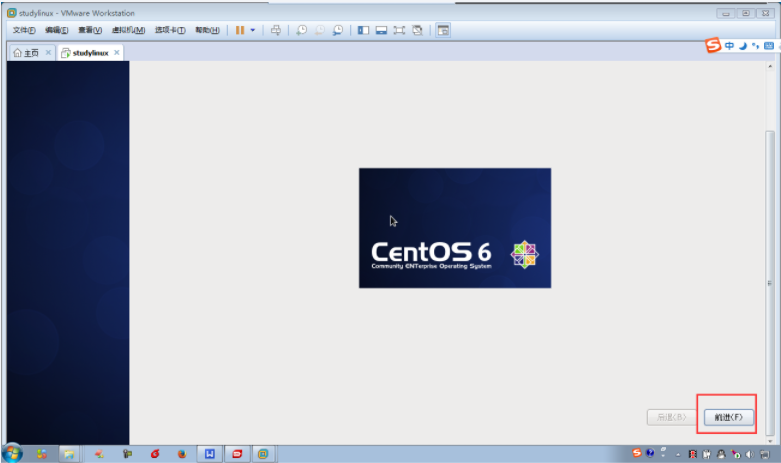 studylinux - VMware Workstation
文件(F) 编辑(E) 查看(V) 虚拟机(M) 选项卡(T) 帮助(H)
主页 studylinux
中
CentOS 6
Community ENTerprise Operating System
后退(B) 前进(F)